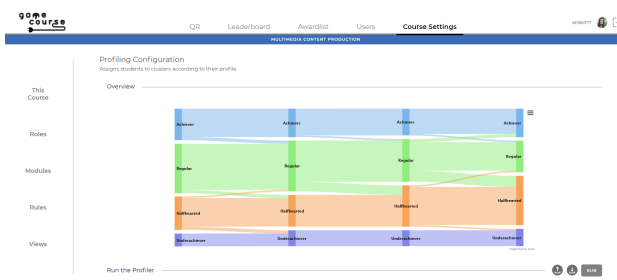 game
course
QR Leaderboard Awardlist Users Course Settings
MULTIMEDIA CONTENT PRODUCTION
Profiling Configuration
Assigns students to clusters according to their profile.
Overview
This
Course
Roles
Modules
Rules
Views
Achiever Achiever Achiever Achiever
Regular Regular Regular Regular
Halfhearted Halfhearted Halfhearted Halfhearted
Underachiever Underachiever Underachiever Underachiever
Run the Profiler
RUN